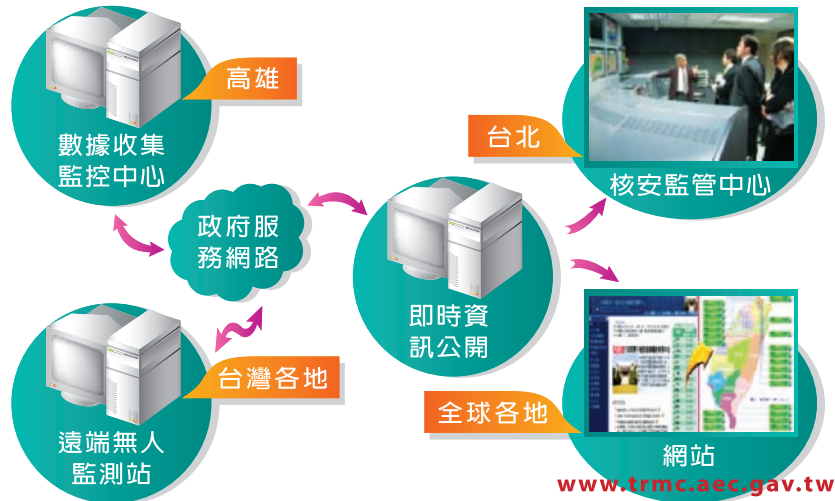 高雄
數據收集
監控中心
政府服
務網路
台灣各地
遠端無人
監測站
即時資
訊公開
台北
核安監管中心
全球各地
網站
www.trmc.aec.gav.tw